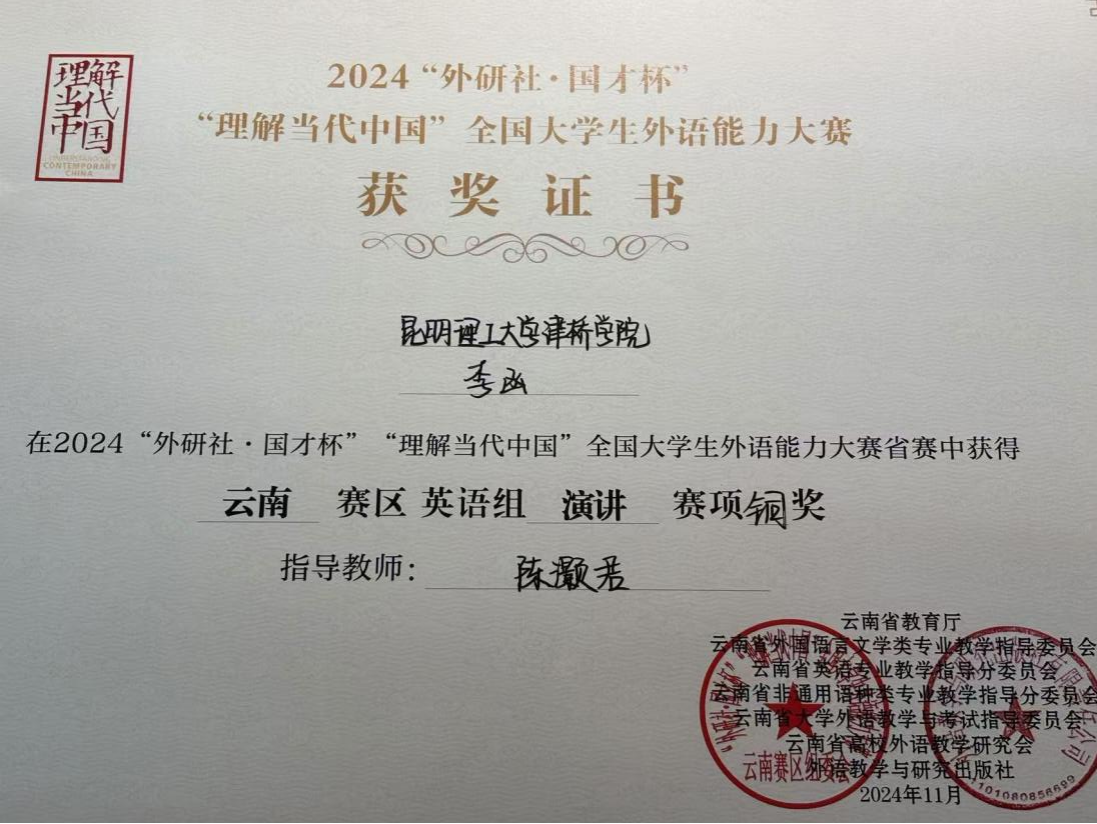 理解
当代
中国
UNDERSTANDING
CONTEMPORARY
CHINA
2024“外研社·国才杯”
“理解当代中国”全国大学生外语能力大赛
获奖证书
昆明理工大学津桥学院
李函
在2024“外研社·国才杯”“理解当代中国”全国大学生外语能力大赛省赛中获得
云南 赛区 英语组 演讲 赛项铜奖
指导教师：陈灏若
云南省教育厅
云南省外国语言文学类专业教学指导委员会
云南省英语专业教学指导分委员会
云南省非通用语种类专业教学指导分委员会
云南省大学外语教学与考试指导委员会
云南省高校外语教学研究会
外语教学与研究出版社
2024年11月
云南赛区组委会
1101080856699